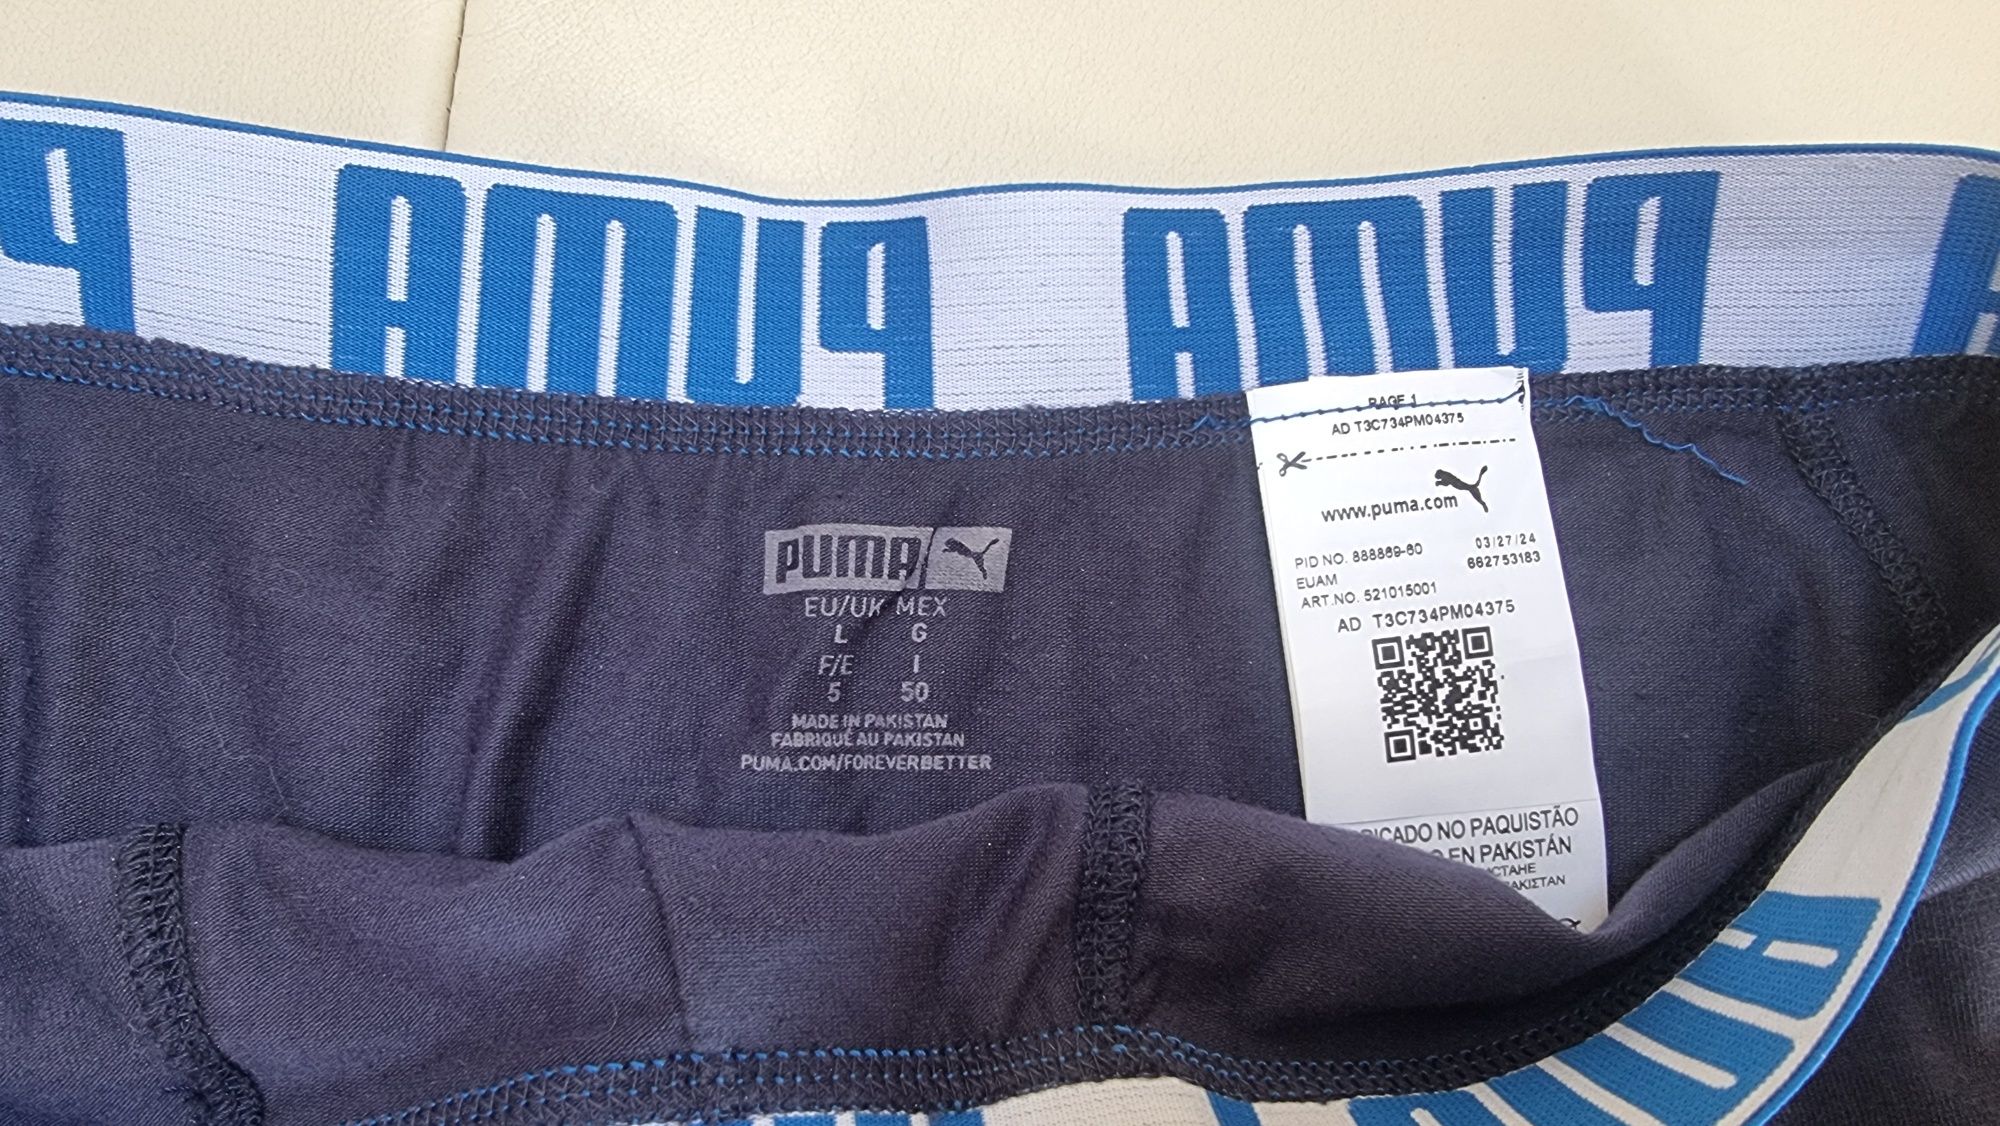 PUMA PUMA
PUMA
EU/UK MEX
L G
F/E I
5 50
MADE IN PAKISTAN
FABRIQUÉ AU PAKISTAN
PUMA.COM/FOREVERBETTER
PAGE 1
AD T3C734PM04375
www.puma.com
PID NO. 888869-60 03/27/24
EUAM 662753183
ART.NO. 521015001
AD T3C734PM04375
NO PAQUISTÃO
EN PAKISTÁN